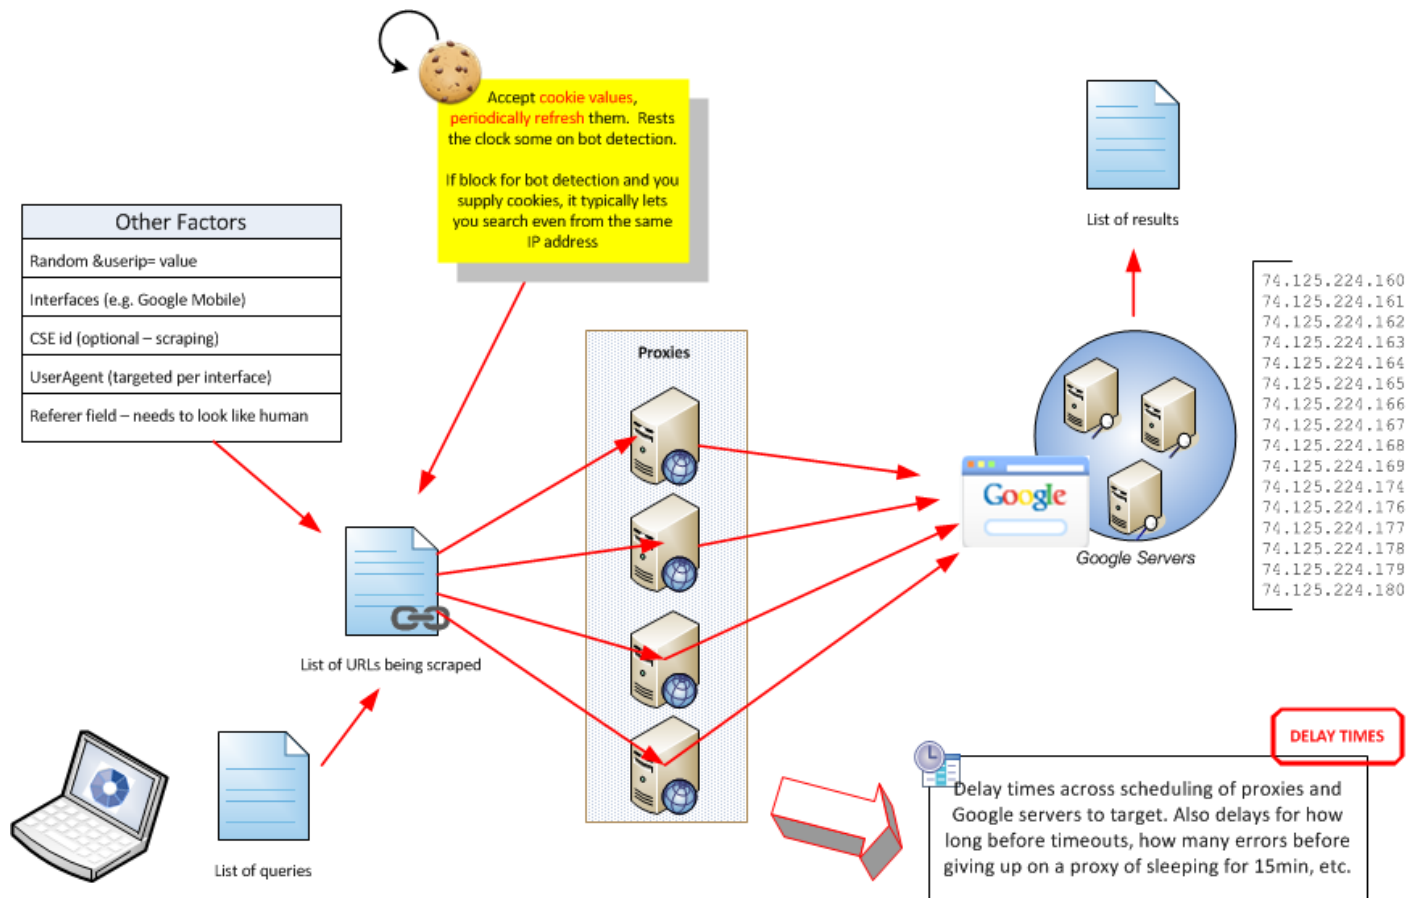 Accept cookie values,
periodically refresh them.  Rests
the clock some on bot detection.
If block for bot detection and you
supply cookies, it typically lets
you search even from the same
IP address
Other Factors
Random &userip= value
Interfaces (e.g. Google Mobile)
CSE id (optional – scraping)
UserAgent (targeted per interface)
Referer field – needs to look like human
List of URLs being scraped
List of queries
Proxies
Google
Google Servers
List of results
74.125.224.160
74.125.224.161
74.125.224.162
74.125.224.163
74.125.224.164
74.125.224.165
74.125.224.166
74.125.224.167
74.125.224.168
74.125.224.169
74.125.224.174
74.125.224.176
74.125.224.177
74.125.224.178
74.125.224.179
74.125.224.180
DELAY TIMES
Delay times across scheduling of proxies and
Google servers to target. Also delays for how
long before timeouts, how many errors before
giving up on a proxy of sleeping for 15min, etc.